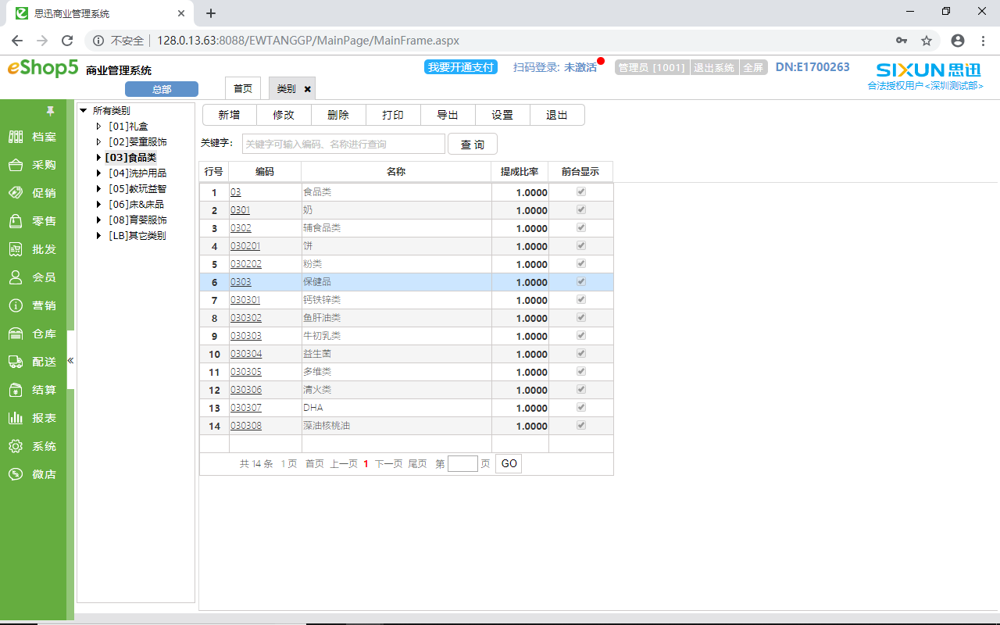 思迅商业管理系统
不安全 128.0.13.63:8088/EWTANGGP/MainPage/MainFrame.aspx
eShop5 商业管理系统
我要开通支付 扫码登录: 未激活 管理员 [1001] 退出系统 全屏 DN:E1700263
SIXUN 思迅
合法授权用户<深圳测试部>
总部 首页 类别
档案
采购
促销
零售
批发
会员
营销
仓库
配送
结算
报表
系统
微店
«
所有类别
[01]礼盒
[02]婴童服饰
[03]食品类
[04]洗护用品
[05]教玩益智
[06]床&床品
[08]育婴服饰
[LB]其它类别
新增 修改 删除 打印 导出 设置 退出
关键字: 关键字可输入编码、名称进行查询 查询
行号 编码 名称 提成比率 前台显示
1 03 食品类 1.0000
2 0301 奶 1.0000
3 0302 辅食品类 1.0000
4 030201 饼 1.0000
5 030202 粉类 1.0000
6 0303 保健品 1.0000
7 030301 钙铁锌类 1.0000
8 030302 鱼肝油类 1.0000
9 030303 牛初乳类 1.0000
10 030304 益生菌 1.0000
11 030305 多维类 1.0000
12 030306 清火类 1.0000
13 030307 DHA 1.0000
14 030308 藻油核桃油 1.0000
共 14 条 1 页 首页 上一页 1 下一页 尾页 第 页 GO